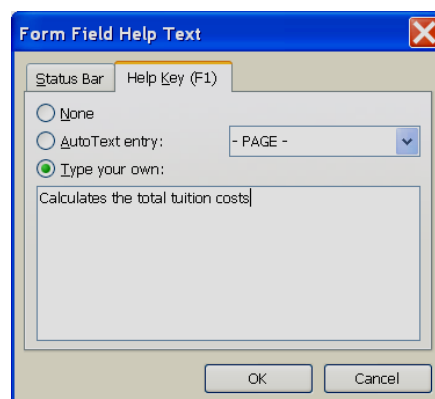 Form Field Help Text
Status Bar
Help Key (F1)
None
AutoText entry:
- PAGE -
Type your own:
Calculates the total tuition costs
OK
Cancel